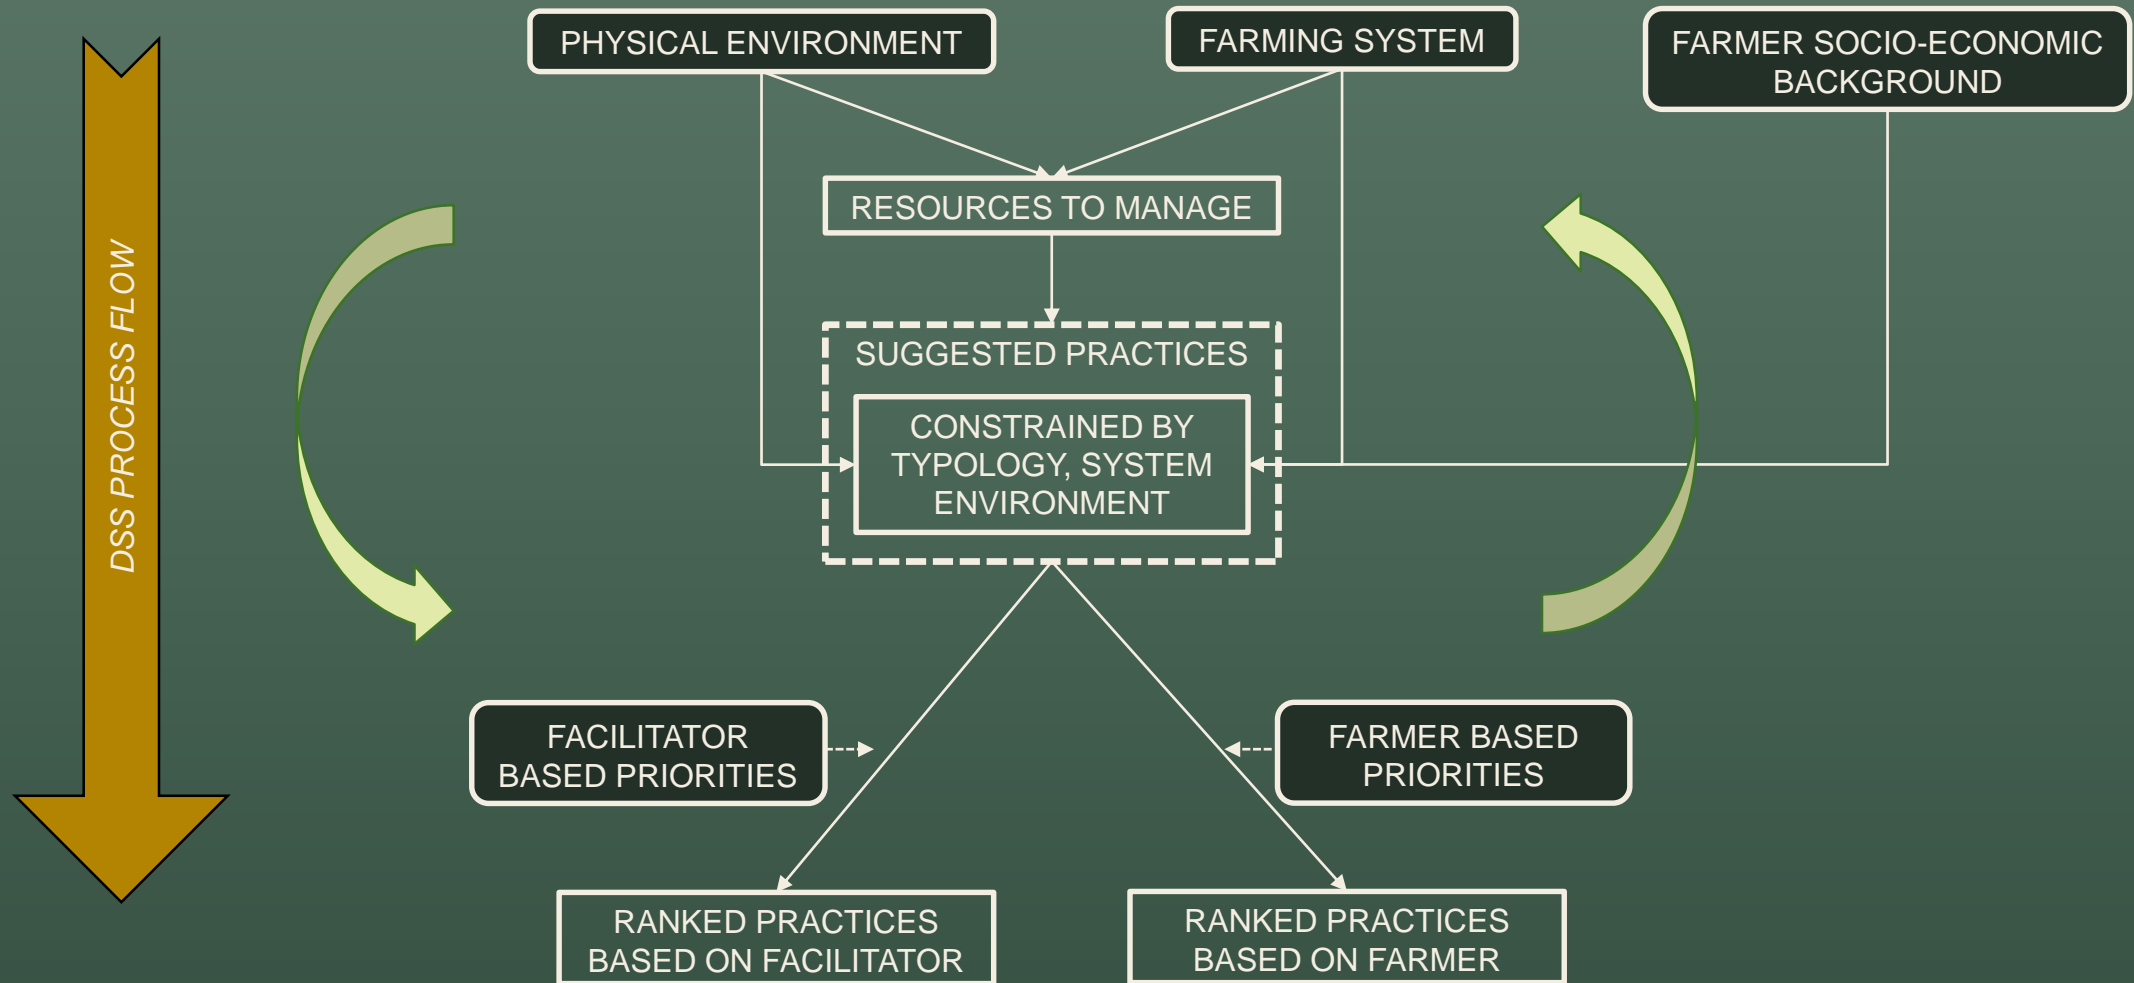 PHYSICAL ENVIRONMENT
FARMING SYSTEM
FARMER SOCIO-ECONOMIC
BACKGROUND
RESOURCES TO MANAGE
DSS PROCESS FLOW
SUGGESTED PRACTICES
CONSTRAINED BY
TYPOLOGY, SYSTEM
ENVIRONMENT
FACILITATOR
BASED PRIORITIES
FARMER BASED
PRIORITIES
RANKED PRACTICES
BASED ON FACILITATOR
RANKED PRACTICES
BASED ON FARMER